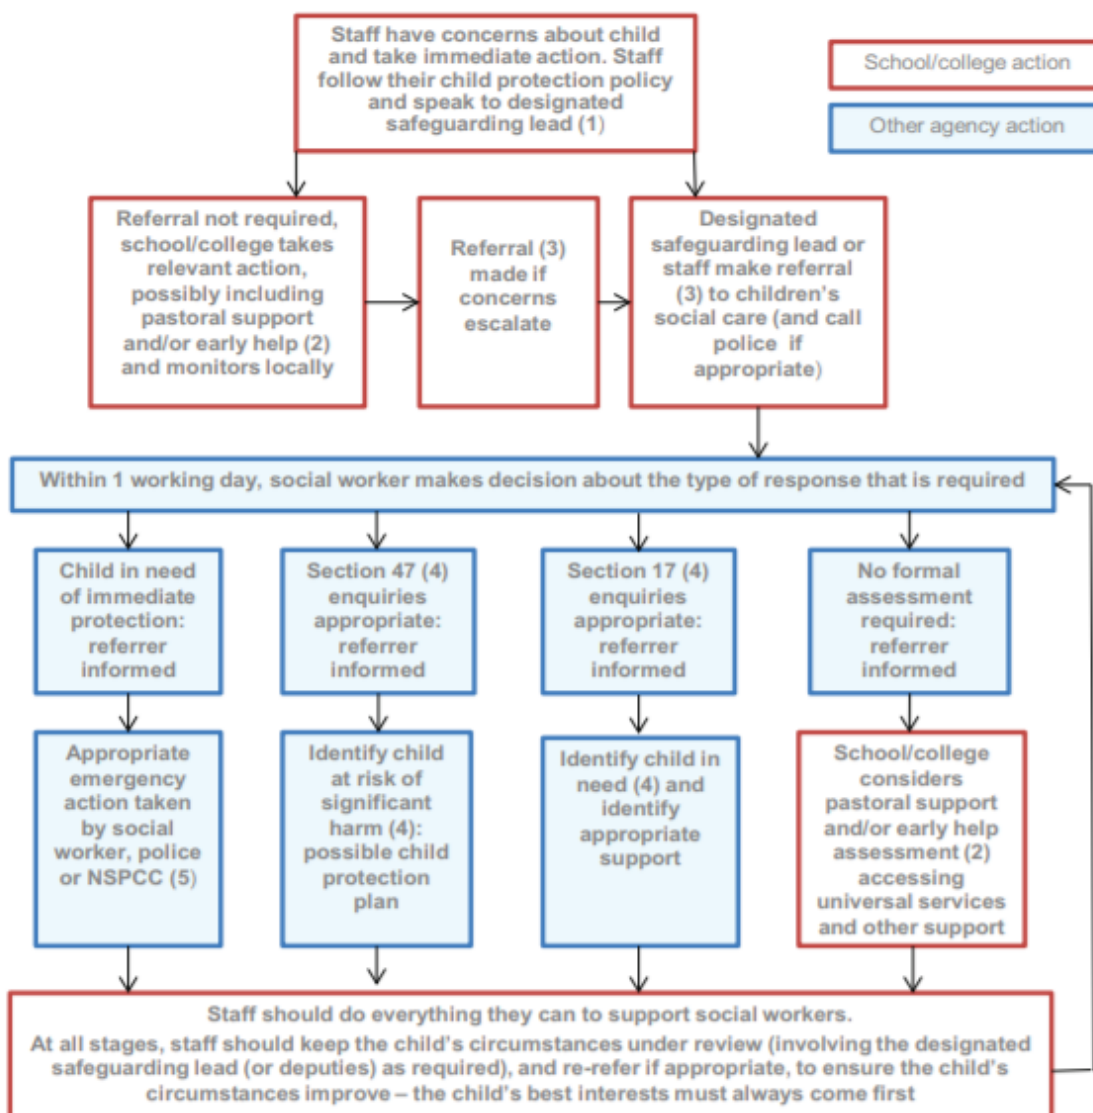 Staff have concerns about child
and take immediate action. Staff
follow their child protection policy
and speak to designated
safeguarding lead (1)
School/college action
Other agency action
Referral not required,
school/college takes
relevant action,
possibly including
pastoral support
and/or early help (2)
and monitors locally
Referral (3)
made if
concerns
escalate
Designated
safeguarding lead or
staff make referral
(3) to children's
social care (and call
police if
appropriate)
Within 1 working day, social worker makes decision about the type of response that is required
Child in need
of immediate
protection:
referrer
informed
Section 47 (4)
enquiries
appropriate:
referrer
informed
Section 17 (4)
enquiries
appropriate:
referrer
informed
No formal
assessment
required:
referrer
informed
Appropriate
emergency
action taken
by social
worker, police
or NSPCC (5)
Identify child
at risk of
significant
harm (4):
possible child
protection
plan
Identify child in
need (4) and
identify
appropriate
support
School/college
considers
pastoral support
and/or early help
assessment (2)
accessing
universal services
and other support
Staff should do everything they can to support social workers.
At all stages, staff should keep the child's circumstances under review (involving the designated
safeguarding lead (or deputies) as required), and re-refer if appropriate, to ensure the child's
circumstances improve – the child's best interests must always come first